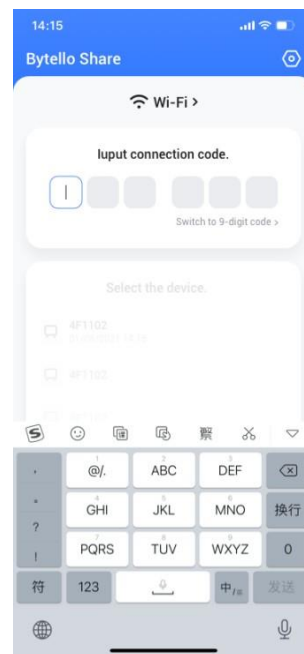 14:15
Bytello Share
Wi-Fi >
Iuput connection code.
Switch to 9-digit code >
Select the device.
4F1102
4F1102
S
, @/. ABC DEF
。 GHI JKL MNO 换行
?
! PQRS TUV WXYZ 0
符 123 中/英 发送